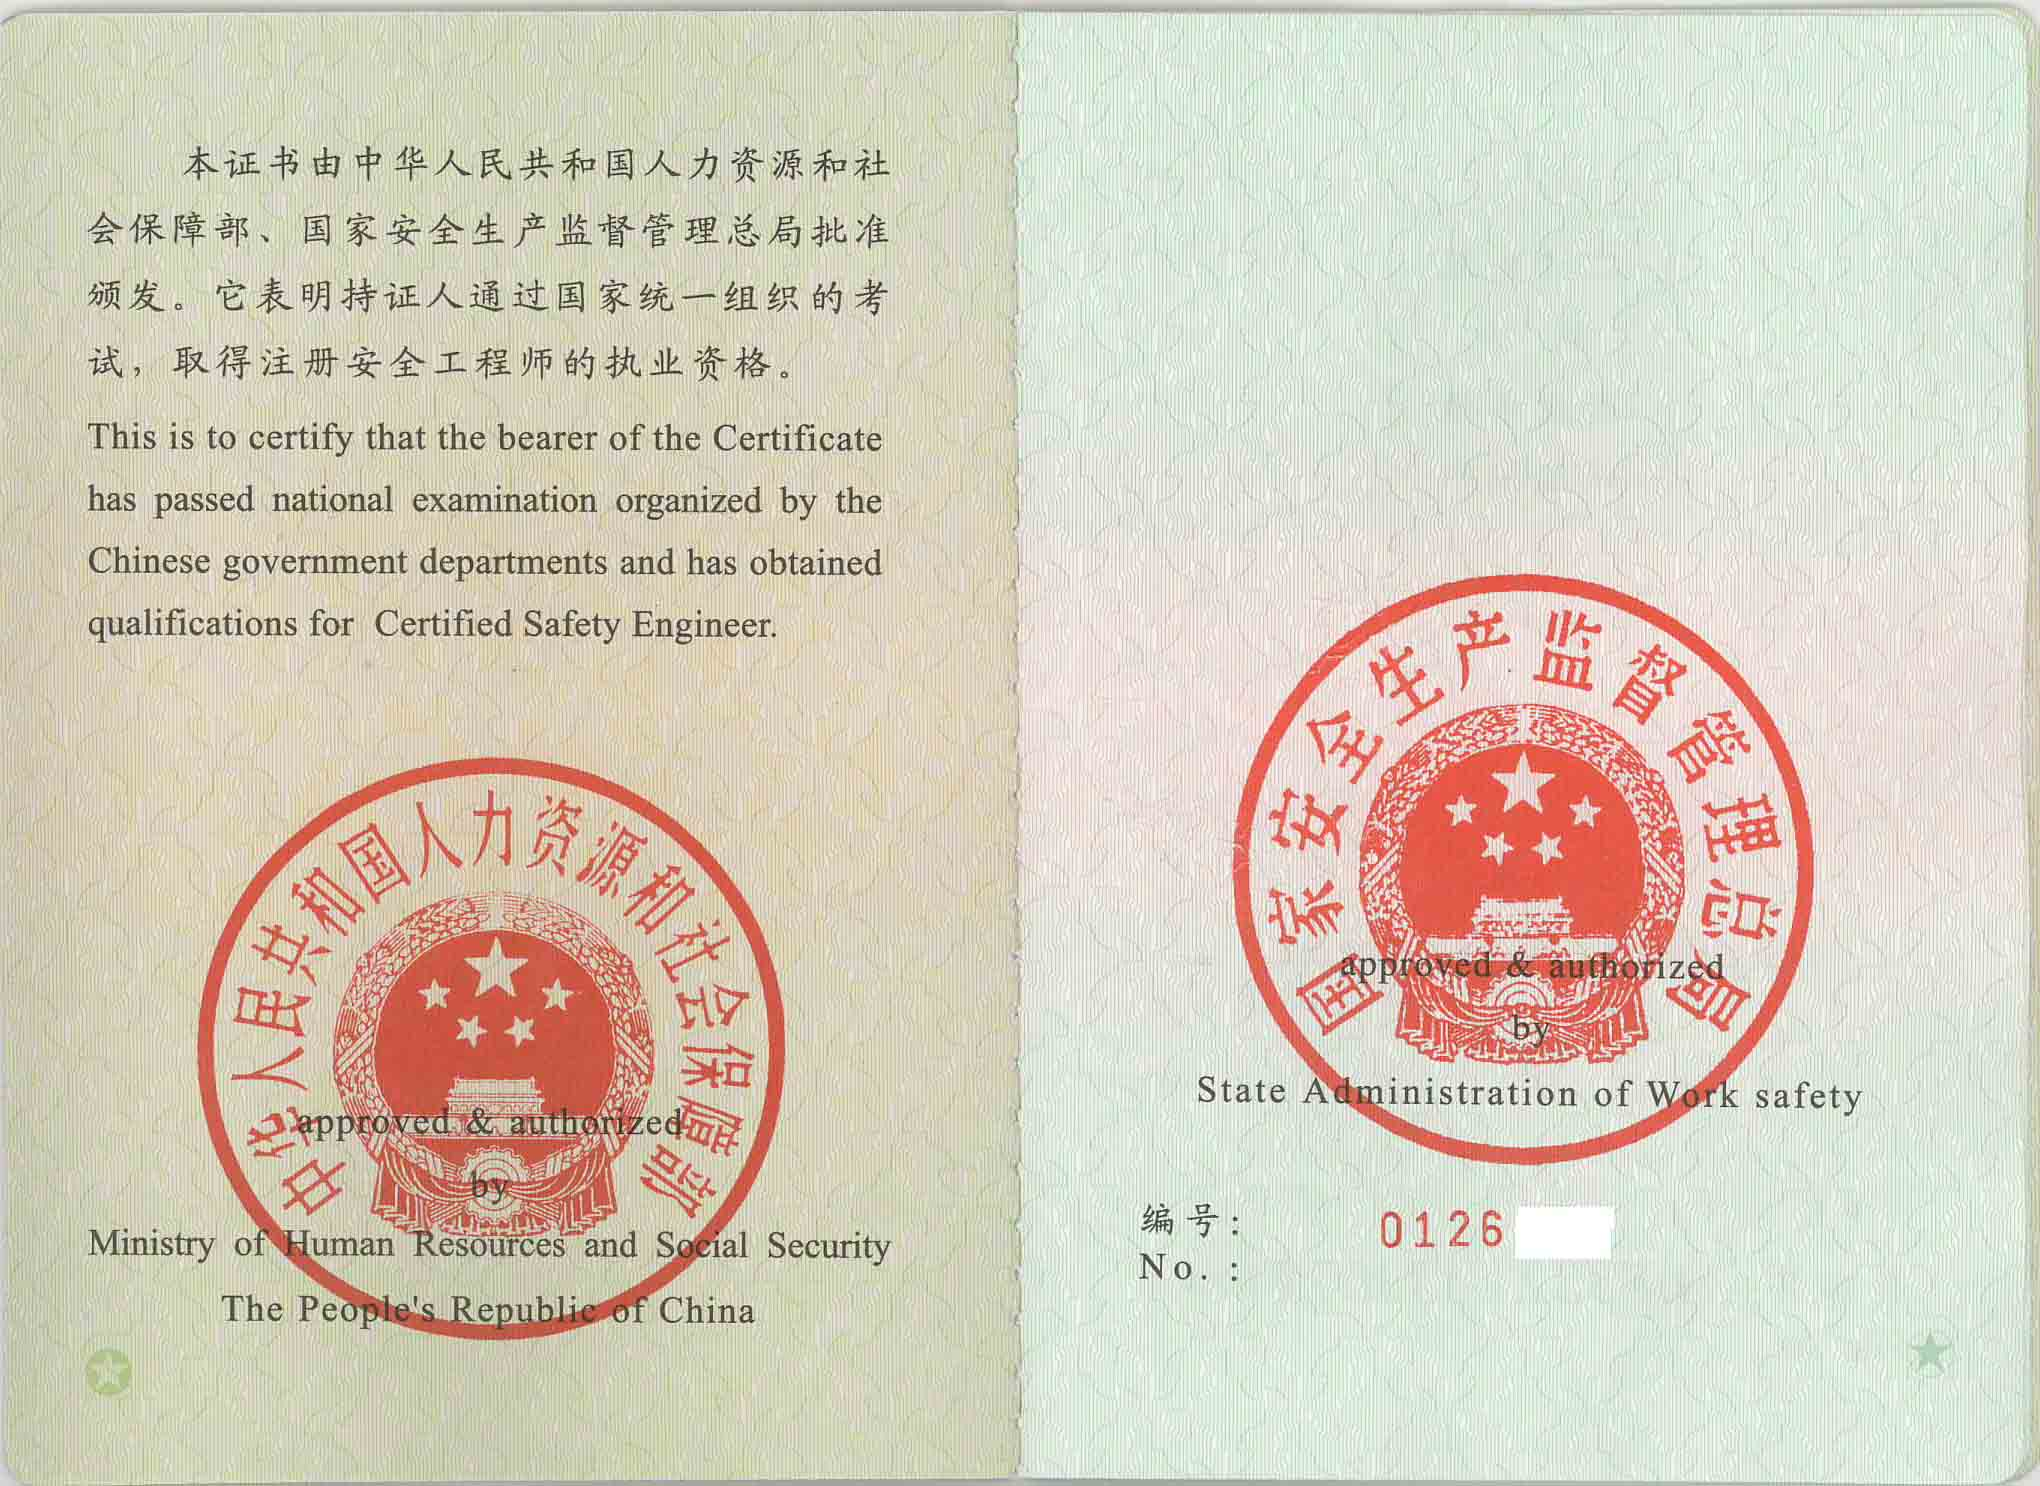 本证书由中华人民共和国人力资源和社
会保障部、国家安全生产监督管理总局批准
颁发。它表明持证人通过国家统一组织的考
试，取得注册安全工程师的执业资格。
This is to certify that the bearer of the Certificate
has passed national examination organized by the
Chinese government departments and has obtained
qualifications for Certified Safety Engineer.
中华人民共和国人力资源和社会保障部
approved & authorized
by
Ministry of Human Resources and Social Security
The People's Republic of China
国家安全生产监督管理总局
approved & authorized
by
State Administration of Work safety
编号: 0126
No. :